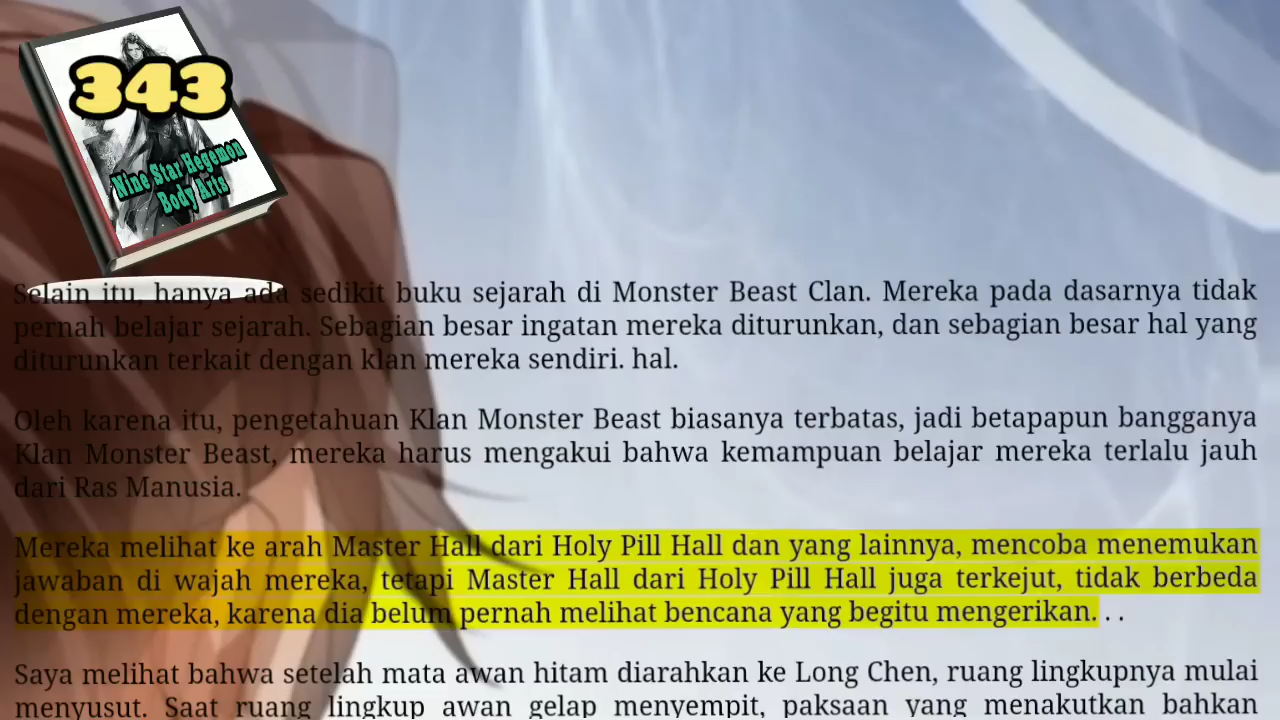 343
Nine Star Hegemon
Body Arts
Selain itu, hanya ada sedikit buku sejarah di Monster Beast Clan. Mereka pada dasarnya tidak
pernah belajar sejarah. Sebagian besar ingatan mereka diturunkan, dan sebagian besar hal yang
diturunkan terkait dengan klan mereka sendiri. hal.
Oleh karena itu, pengetahuan Klan Monster Beast biasanya terbatas, jadi betapapun bangganya
Klan Monster Beast, mereka harus mengakui bahwa kemampuan belajar mereka terlalu jauh
dari Ras Manusia.
Mereka melihat ke arah Master Hall dari Holy Pill Hall dan yang lainnya, mencoba menemukan
jawaban di wajah mereka, tetapi Master Hall dari Holy Pill Hall juga terkejut, tidak berbeda
dengan mereka, karena dia belum pernah melihat bencana yang begitu mengerikan. . .
Saya melihat bahwa setelah mata awan hitam diarahkan ke Long Chen, ruang lingkupnya mulai
menyusut. Saat ruang lingkup awan gelap menyempit, paksaan yang menakutkan bahkan